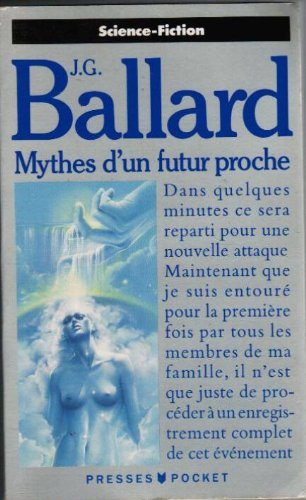 Science-Fiction
J.G.
Ballard
Mythes d'un futur proche
Dans quelques
minutes ce sera
reparti pour une
nouvelle attaque
Maintenant que
je suis entouré
pour la première
fois par tous les
membres de ma
famille, il n'est
que juste de pro-
céder à un enregis-
trement complet
de cet événement
PRESSES POCKET